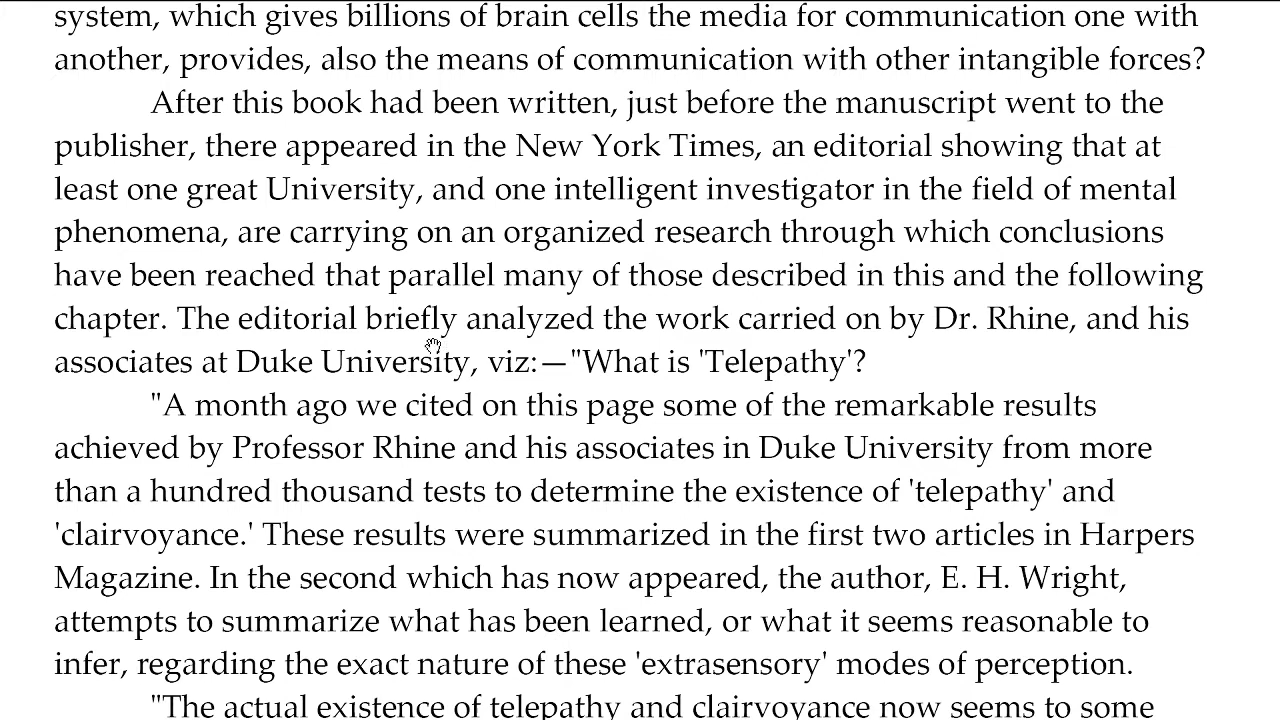 system, which gives billions of brain cells the media for communication one with
another, provides, also the means of communication with other intangible forces?
After this book had been written, just before the manuscript went to the
publisher, there appeared in the New York Times, an editorial showing that at
least one great University, and one intelligent investigator in the field of mental
phenomena, are carrying on an organized research through which conclusions
have been reached that parallel many of those described in this and the following
chapter. The editorial briefly analyzed the work carried on by Dr. Rhine, and his
associates at Duke University, viz:—"What is 'Telepathy'?
"A month ago we cited on this page some of the remarkable results
achieved by Professor Rhine and his associates in Duke University from more
than a hundred thousand tests to determine the existence of 'telepathy' and
'clairvoyance.' These results were summarized in the first two articles in Harpers
Magazine. In the second which has now appeared, the author, E. H. Wright,
attempts to summarize what has been learned, or what it seems reasonable to
infer, regarding the exact nature of these 'extrasensory' modes of perception.
"The actual existence of telepathy and clairvoyance now seems to some